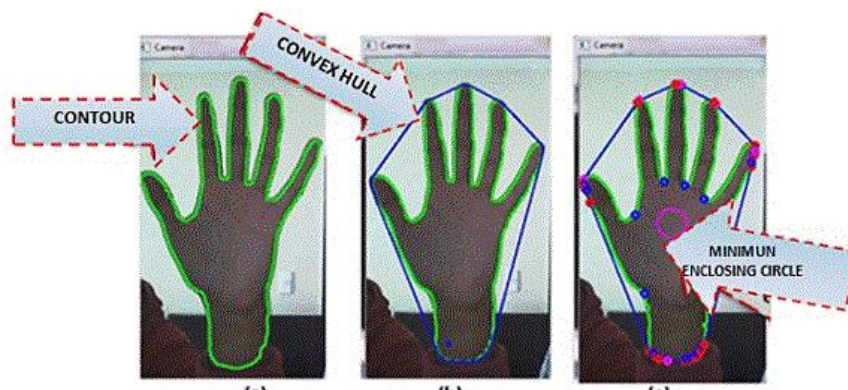 Camera
Camera
Camera
CONTOUR
CONVEX HULL
MINIMUN
ENCLOSING CIRCLE
(a)
(b)
(c)